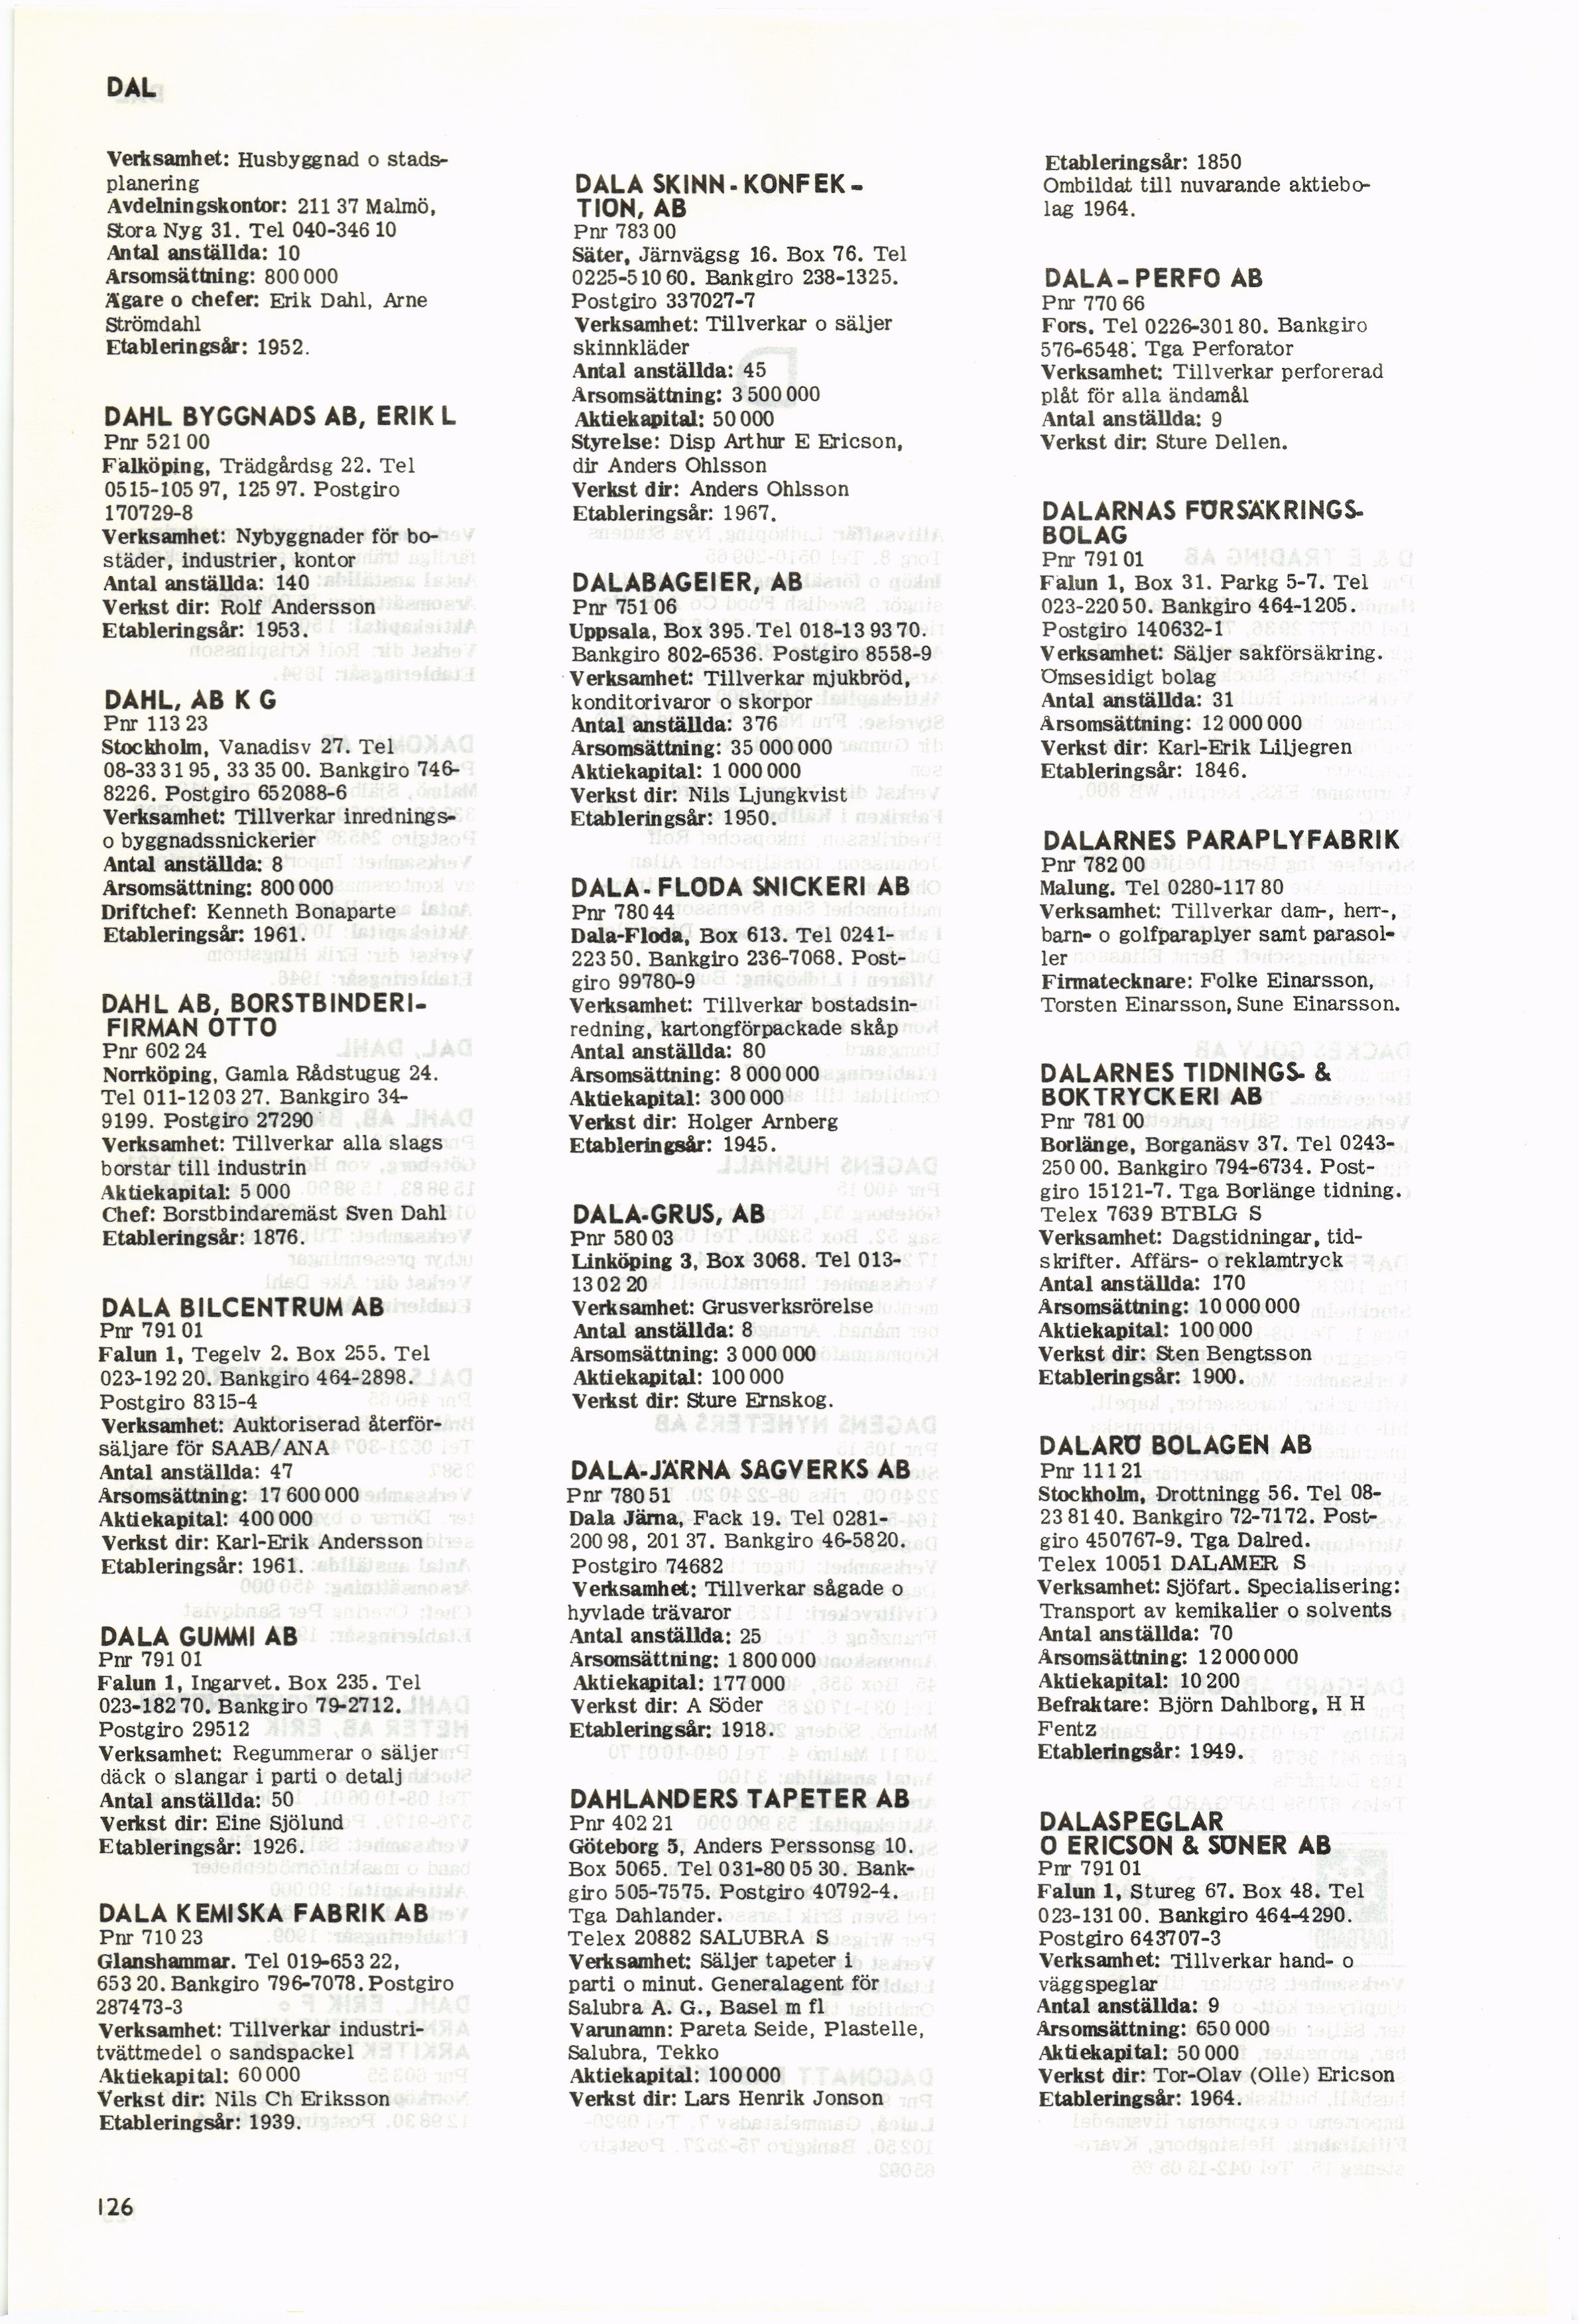 DAL
Verksamhet: Husbyggnad o stads-
planering
Avdelningskontor: 211 37 Malmö,
Stora Nyg 31. Tel 040-346 10
Antal anställda: 10
Årsomsättning: 800 000
Ägare o chefer: Erik Dahl, Arne
Strömdahl
Etableringsår: 1952.
DAHL BYGGNADS AB, ERIK L
Pnr 521 00
Falköping, Trädgårdsg 22. Tel
0515-105 97, 125 97. Postgiro
170729-8
Verksamhet: Nybyggnader för bo-
städer, industrier, kontor
Antal anställda: 140
Verkst dir: Rolf Andersson
Etableringsår: 1953.
DAHL, AB K G
Pnr 113 23
Stockholm, Vanadisv 27. Tel
08-33 31 95, 33 35 00. Bankgiro 746-
8226. Postgiro 652088-6
Verksamhet: Tillverkar inrednings-
o byggnadssnickerier
Antal anställda: 8
Årsomsättning: 800 000
Driftchef: Kenneth Bonaparte
Etableringsår: 1961.
DAHL AB, BORSTBINDERI-
FIRMAN OTTO
Pnr 602 24
Norrköping, Gamla Rådstugug 24.
Tel 011-12 03 27. Bankgiro 34-
9199. Postgiro 27290
Verksamhet: Tillverkar alla slags
borstar till industrin
Aktiekapital: 5 000
Chef: Borstbindaremäst Sven Dahl
Etableringsår: 1876.
DALA BILCENTRUM AB
Pnr 791 01
Falun 1, Tegelv 2. Box 255. Tel
023-192 20. Bankgiro 464-2898.
Postgiro 8315-4
Verksamhet: Auktoriserad återför-
säljare för SAAB/ANA
Antal anställda: 47
Årsomsättning: 17 600 000
Aktiekapital: 400 000
Verkst dir: Karl-Erik Andersson
Etableringsår: 1961.
DALA GUMMI AB
Pnr 791 01
Falun 1, Ingarvet. Box 235. Tel
023-182 70. Bankgiro 79-2712.
Postgiro 29512
Verksamhet: Regummerar o säljer
däck o slangar i parti o detalj
Antal anställda: 50
Verkst dir: Eine Sjölund
Etableringsår: 1926.
DALA KEMISKA FABRIK AB
Pnr 710 23
Glanshammar. Tel 019-653 22,
653 20. Bankgiro 796-7078. Postgiro
287473-3
Verksamhet: Tillverkar industri-
tvättmedel o sandspackel
Aktiekapital: 60 000
Verkst dir: Nils Ch Eriksson
Etableringsår: 1939.
DALA SKINN-KONFEK-
TION, AB
Pnr 783 00
Säter, Järnvägsg 16. Box 76. Tel
0225-510 60. Bankgiro 238-1325.
Postgiro 337027-7
Verksamhet: Tillverkar o säljer
skinnkläder
Antal anställda: 45
Årsomsättning: 3 500 000
Aktiekapital: 50 000
Styrelse: Disp Arthur E Ericson,
dir Anders Ohlsson
Verkst dir: Anders Ohlsson
Etableringsår: 1967.
DALABAGEIER, AB
Pnr 751 06
Uppsala, Box 395. Tel 018-13 93 70.
Bankgiro 802-6536. Postgiro 8558-9
Verksamhet: Tillverkar mjukbröd,
konditorivaror o skorpor
Antal anställda: 376
Årsomsättning: 35 000 000
Aktiekapital: 1 000 000
Verkst dir: Nils Ljungkvist
Etableringsår: 1950.
DALA-FLODA SNICKERI AB
Pnr 780 44
Dala-Floda, Box 613. Tel 0241-
223 50. Bankgiro 236-7068. Post-
giro 99780-9
Verksamhet: Tillverkar bostadsin-
redning, kartongförpackade skåp
Antal anställda: 80
Årsomsättning: 8 000 000
Aktiekapital: 300 000
Verkst dir: Holger Arnberg
Etableringsår: 1945.
DALA-GRUS, AB
Pnr 580 03
Linköping 3, Box 3068. Tel 013-
13 02 20
Verksamhet: Grusverksrörelse
Antal anställda: 8
Årsomsättning: 3 000 000
Aktiekapital: 100 000
Verkst dir: Sture Ernskog.
DALA-JÄRNA SÅGVERKS AB
Pnr 780 51
Dala Järna, Fack 19. Tel 0281-
200 98, 201 37. Bankgiro 46-5820.
Postgiro 74682
Verksamhet: Tillverkar sågade o
hyvlade trävaror
Antal anställda: 25
Årsomsättning: 1 800 000
Aktiekapital: 177 000
Verkst dir: A Söder
Etableringsår: 1918.
DAHLANDERS TAPETER AB
Pnr 402 21
Göteborg 5, Anders Perssonsg 10.
Box 5065. Tel 031-80 05 30. Bank-
giro 505-7575. Postgiro 40792-4.
Tga Dahlander.
Telex 20882 SALUBRA S
Verksamhet: Säljer tapeter i
parti o minut. Generalagent för
Salubra A. G., Basel m fl
Varunamn: Pareta Seide, Plastelle,
Salubra, Tekko
Aktiekapital: 100 000
Verkst dir: Lars Henrik Jonson
Etableringsår: 1850
Ombildat till nuvarande aktiebo-
lag 1964.
DALA-PERFO AB
Pnr 770 66
Fors. Tel 0226-301 80. Bankgiro
576-6548. Tga Perforator
Verksamhet: Tillverkar perforerad
plåt för alla ändamål
Antal anställda: 9
Verkst dir: Sture Dellen.
DALARNAS FÖRSÄKRINGS-
BOLAG
Pnr 791 01
Falun 1, Box 31. Parkg 5-7. Tel
023-220 50. Bankgiro 464-1205.
Postgiro 140632-1
Verksamhet: Säljer sakförsäkring.
Ömsesidigt bolag
Antal anställda: 31
Årsomsättning: 12 000 000
Verkst dir: Karl-Erik Liljegren
Etableringsår: 1846.
DALARNES PARAPLYFABRIK
Pnr 782 00
Malung. Tel 0280-117 80
Verksamhet: Tillverkar dam-, herr-,
barn- o golfparaplyer samt parasol-
ler
Firmatecknare: Folke Einarsson,
Torsten Einarsson, Sune Einarsson.
DALARNES TIDNINGS- &
BOKTRYCKERI AB
Pnr 781 00
Borlänge, Borganäsv 37. Tel 0243-
250 00. Bankgiro 794-6734. Post-
giro 15121-7. Tga Borlänge tidning.
Telex 7639 BTBLG S
Verksamhet: Dagstidningar, tid-
skrifter. Affärs- o reklamtryck
Antal anställda: 170
Årsomsättning: 10 000 000
Aktiekapital: 100 000
Verkst dir: Sten Bengtsson
Etableringsår: 1900.
DALARÖ BOLAGEN AB
Pnr 111 21
Stockholm, Drottningg 56. Tel 08-
23 81 40. Bankgiro 72-7172. Post-
giro 450767-9. Tga Dalred.
Telex 10051 DALAMER S
Verksamhet: Sjöfart. Specialisering:
Transport av kemikalier o solvents
Antal anställda: 70
Årsomsättning: 12 000 000
Aktiekapital: 10 200
Befraktare: Björn Dahlborg, H H
Fentz
Etableringsår: 1949.
DALASPEGLAR
O ERICSON & SÖNER AB
Pnr 791 01
Falun 1, Stureg 67. Box 48. Tel
023-131 00. Bankgiro 464-4290.
Postgiro 643707-3
Verksamhet: Tillverkar hand- o
väggspeglar
Antal anställda: 9
Årsomsättning: 650 000
Aktiekapital: 50 000
Verkst dir: Tor-Olav (Olle) Ericson
Etableringsår: 1964.
126